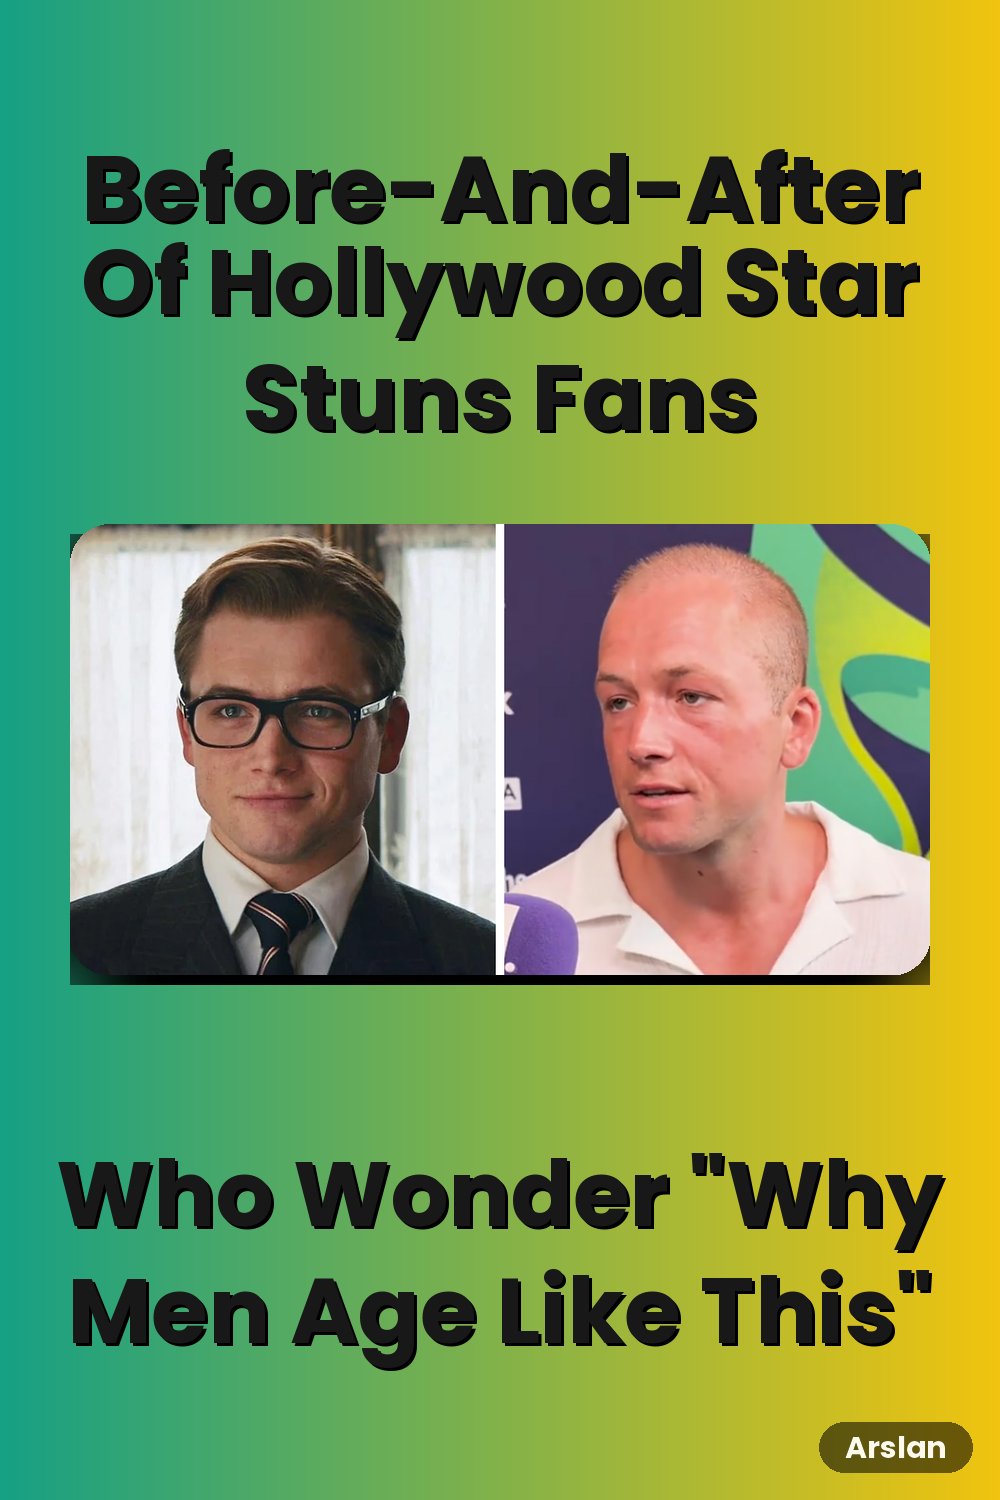 Before-And-After
Of Hollywood Star
Stuns Fans
A
Who Wonder "Why
Men Age Like This"
Arslan